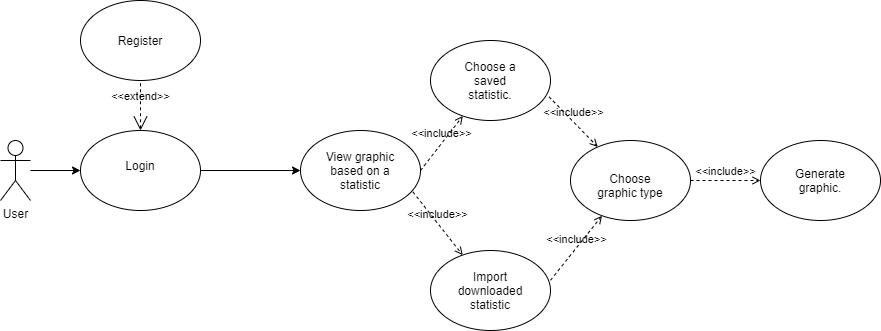 Register
<<extend>>
User
Login
View graphic
based on a
statistic
<<include>>
<<include>>
Choose a
saved
statistic.
Import
downloaded
statistic
<<include>>
<<include>>
Choose
graphic type
<<include>>
Generate
graphic.